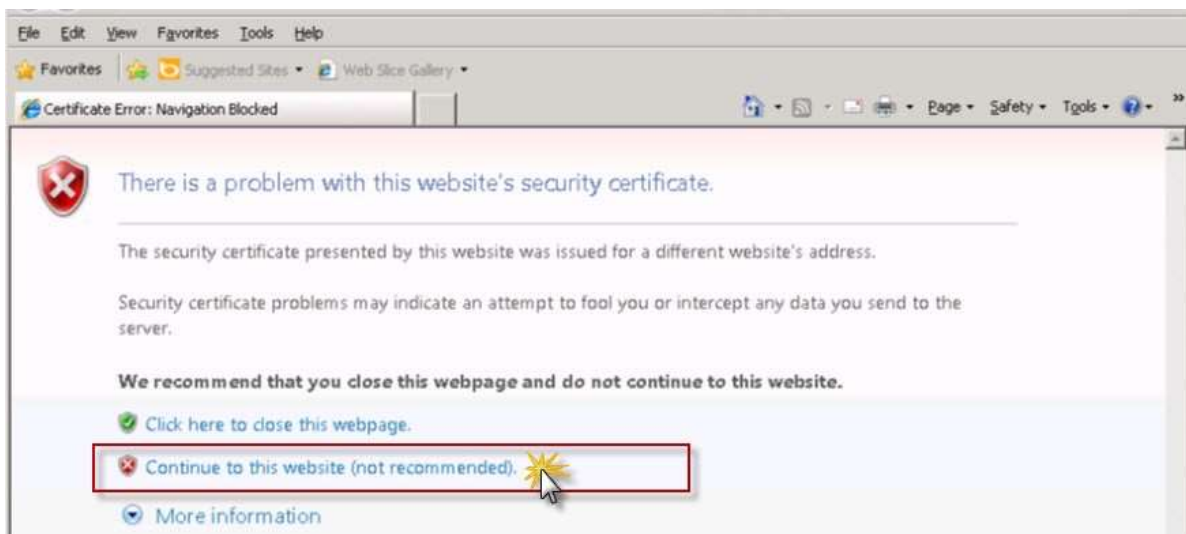 File Edit View Favorites Tools Help
Favorites Suggested Sites Web Slice Gallery
Certificate Error: Navigation Blocked Page Safety Tools »
There is a problem with this website's security certificate.
The security certificate presented by this website was issued for a different website's address.
Security certificate problems may indicate an attempt to fool you or intercept any data you send to the
server.
We recommend that you close this webpage and do not continue to this website.
Click here to close this webpage.
Continue to this website (not recommended).
More information